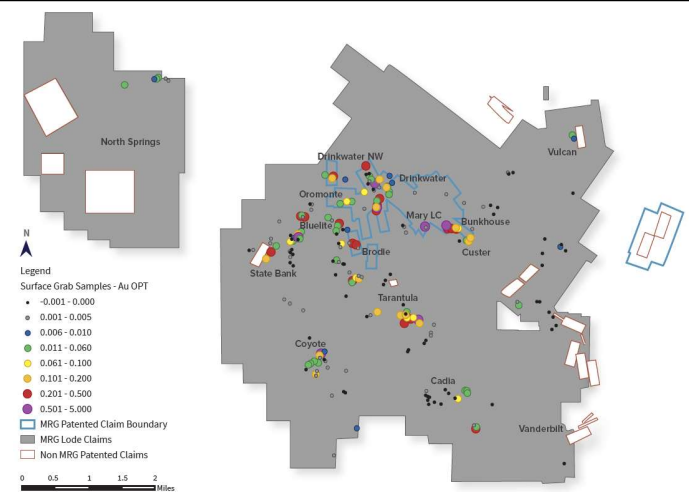 North Springs
Vulcan
Drinkwater NW
Drinkwater
Oromonte
Mary LC
Bunkhouse
Bluelite
Custer
Brodie
State Bank
Tarantula
Coyote
Cadia
Vanderbilt
N
Legend
Surface Grab Samples - Au OPT
-0.001 - 0.000
0.001 - 0.005
0.006 - 0.010
0.011 - 0.060
0.061 - 0.100
0.101 - 0.200
0.201 - 0.500
0.501 - 5.000
MRG Patented Claim Boundary
MRG Lode Claims
Non MRG Patented Claims
0 0.5 1 1.5 2
Miles